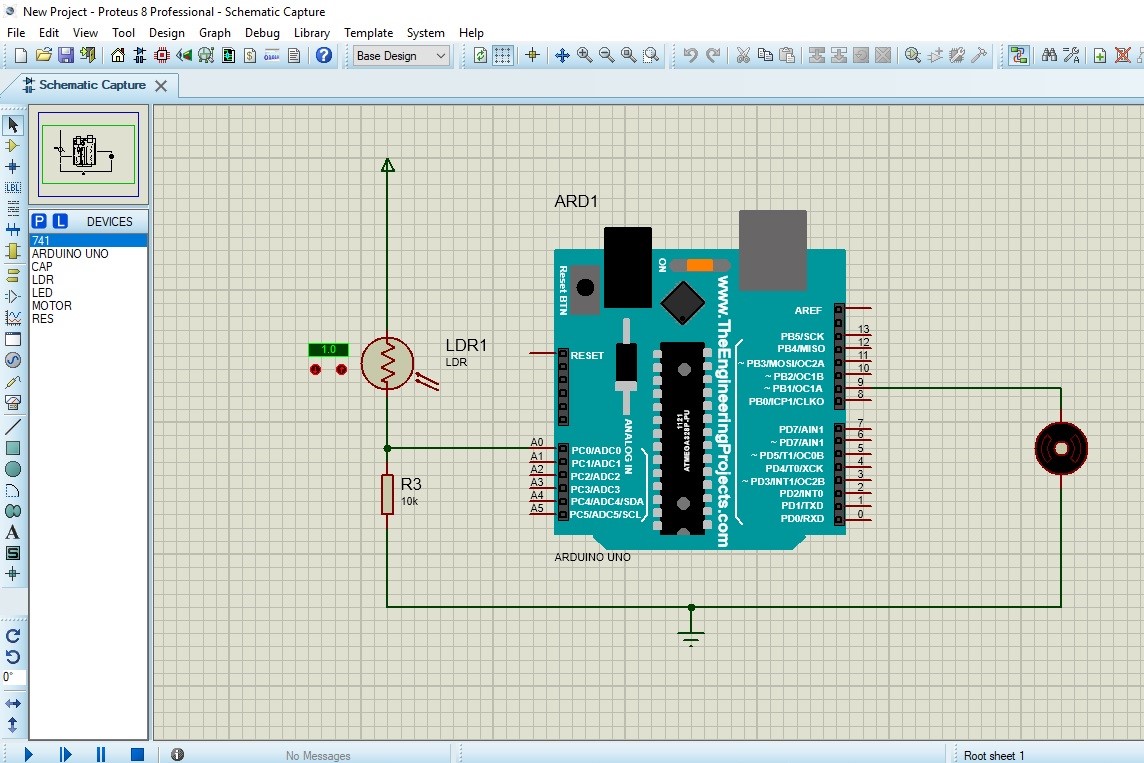 New Project - Proteus 8 Professional - Schematic Capture
File Edit View Tool Design Graph Debug Library Template System Help
Base Design
Schematic Capture
LBL
P L DEVICES
741
ARDUINO UNO
CAP
LDR
LED
MOTOR
RES
A
S
0°
1.0
LDR1
LDR
R3
10k
ARD1
Reset BTN
ON
www.TheEngineeringProjects.com
RESET
ANALOG IN
1121
ATMEGA328P-PU
A0 PC0/ADC0
A1 PC1/ADC1
A2 PC2/ADC2
A3 PC3/ADC3
A4 PC4/ADC4/SDA
A5 PC5/ADC5/SCL
AREF
PB5/SCK 13
PB4/MISO 12
~ PB3/MOSI/OC2A 11
~ PB2/OC1B 10
~ PB1/OC1A 9
PB0/ICP1/CLKO 8
PD7/AIN1 7
~ PD7/AIN1 6
~ PD5/T1/OC0B 5
PD4/T0/XCK 4
~ PD3/INT1/OC2B 3
PD2/INT0 2
PD1/TXD 1
PD0/RXD 0
ARDUINO UNO
No Messages
Root sheet 1